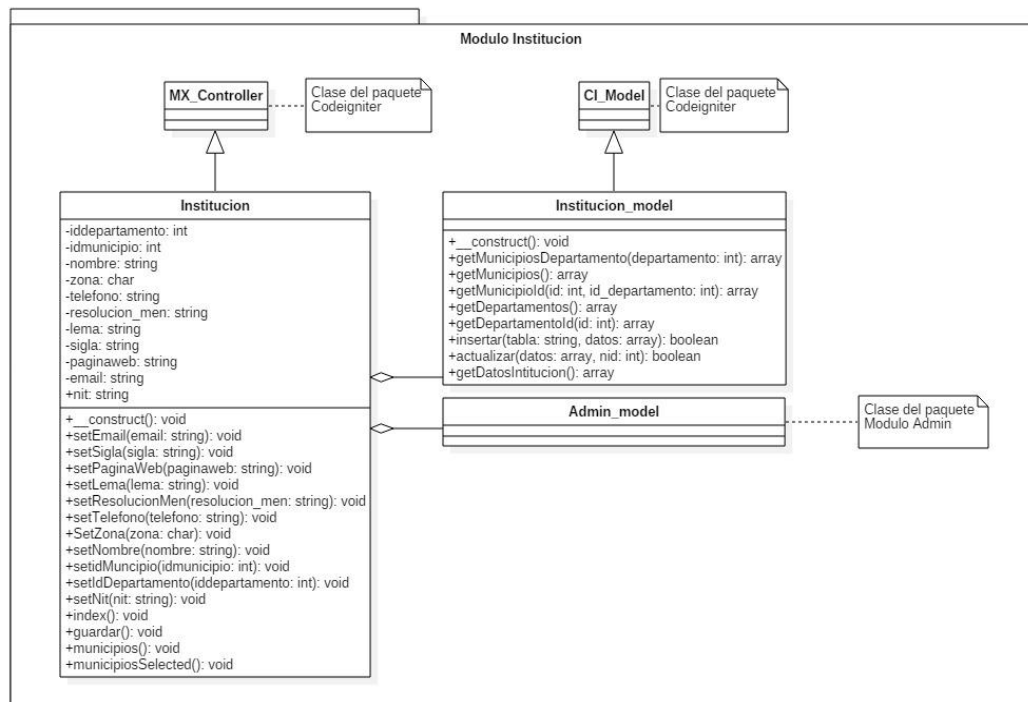 Modulo Institucion
MX_Controller
Clase del paquete
Codeigniter
CI_Model
Clase del paquete
Codeigniter
Institucion
-iddepartamento: int
-idmunicipio: int
-nombre: string
-zona: char
-telefono: string
-resolucion_men: string
-lema: string
-sigla: string
-paginaweb: string
-email: string
+nit: string
+__construct(): void
+setEmail(email: string): void
+setSigla(sigla: string): void
+setPaginaWeb(paginaweb: string): void
+setLema(lema: string): void
+setResolucionMen(resolucion_men: string): void
+setTelefono(telefono: string): void
+SetZona(zona: char): void
+setNombre(nombre: string): void
+setidMuncipio(idmunicipio: int): void
+setIdDepartamento(iddepartamento: int): void
+setNit(nit: string): void
+index(): void
+guardar(): void
+municipios(): void
+municipiosSelected(): void
Institucion_model
+__construct(): void
+getMunicipiosDepartamento(departamento: int): array
+getMunicipios(): array
+getMunicipioId(id: int, id_departamento: int): array
+getDepartamentos(): array
+getDepartamentoId(id: int): array
+insertar(tabla: string, datos: array): boolean
+actualizar(datos: array, nid: int): boolean
+getDatosIntitucion(): array
Admin_model
Clase del paquete
Modulo Admin